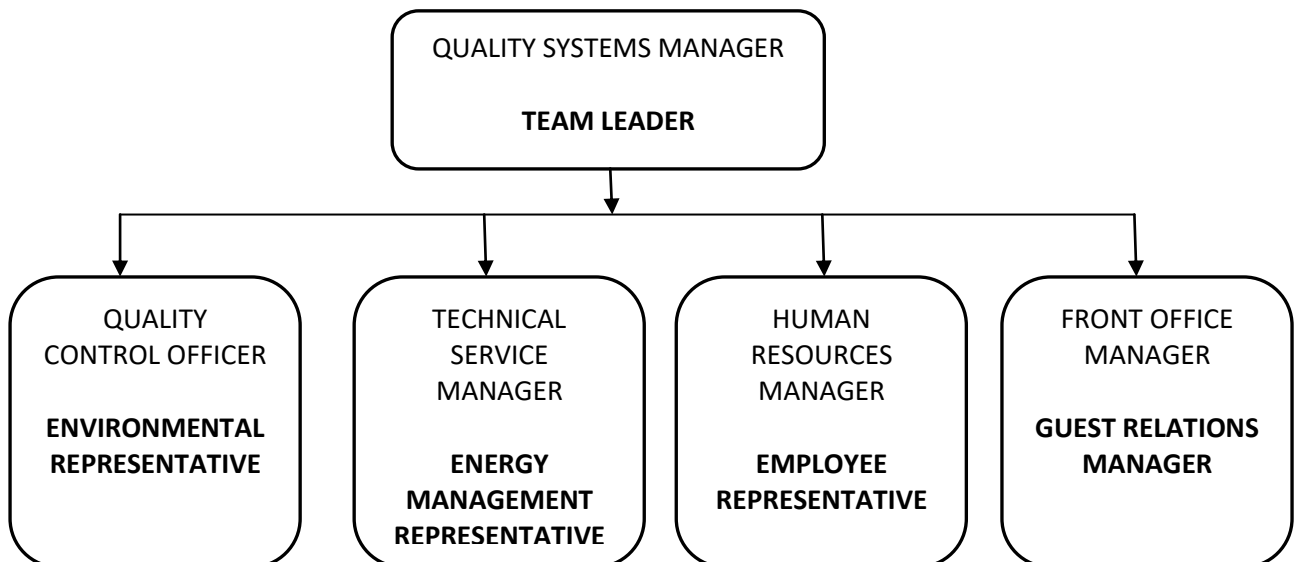 QUALITY SYSTEMS MANAGER
TEAM LEADER
QUALITY
CONTROL OFFICER
ENVIRONMENTAL
REPRESENTATIVE
TECHNICAL
SERVICE
MANAGER
ENERGY
MANAGEMENT
REPRESENTATIVE
HUMAN
RESOURCES
MANAGER
EMPLOYEE
REPRESENTATIVE
FRONT OFFICE
MANAGER
GUEST RELATIONS
MANAGER